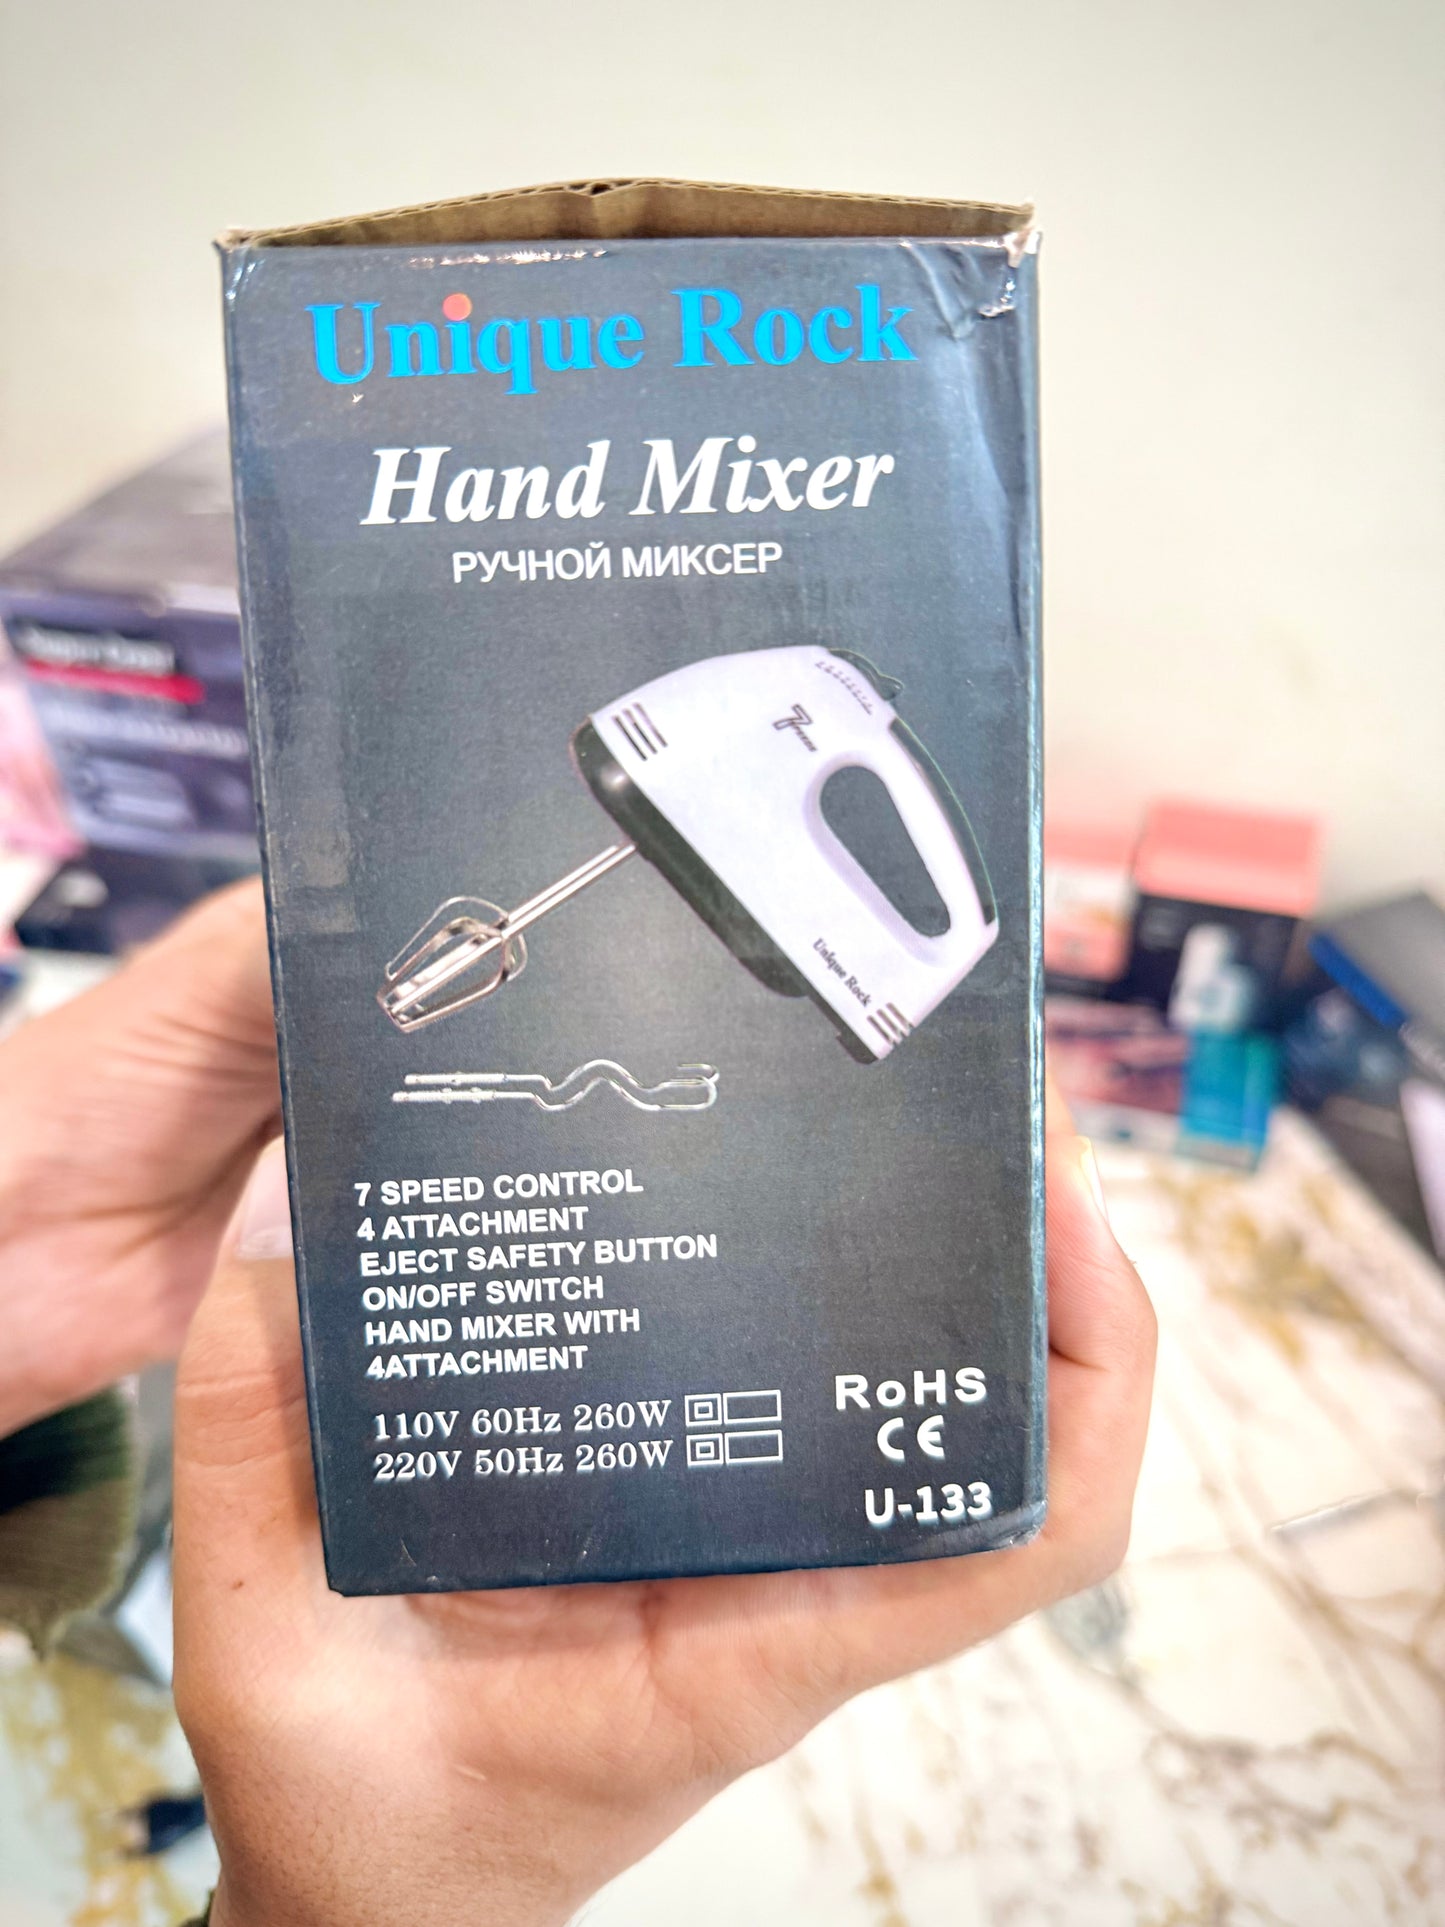 Unique Rock
Hand Mixer
РУЧНОЙ МИКСЕР
7
Unique Rock
7 SPEED CONTROL
4 ATTACHMENT
EJECT SAFETY BUTTON
ON/OFF SWITCH
HAND MIXER WITH
4ATTACHMENT
110V 60Hz 260W
220V 50Hz 260W
RoHS
CE
U-133